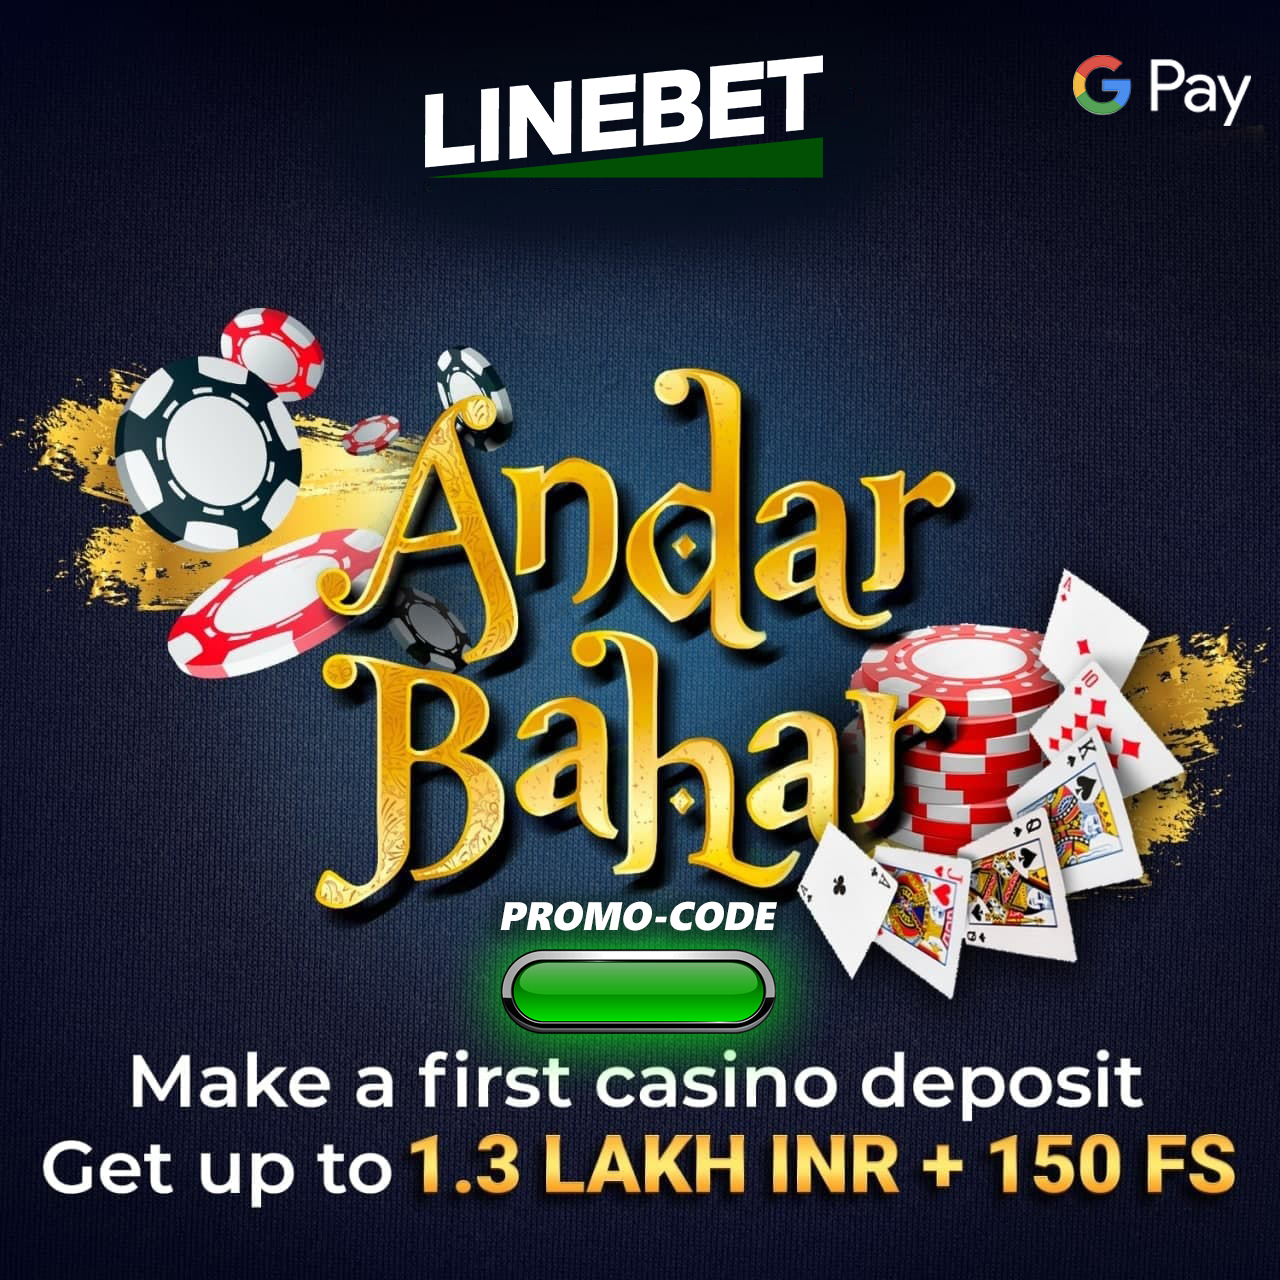 LINEBET
G Pay
Andar
Bahar
A
10
K
Q
A
A
J
Q
PROMO-CODE
Make a first casino deposit
Get up to 1.3 LAKH INR + 150 FS